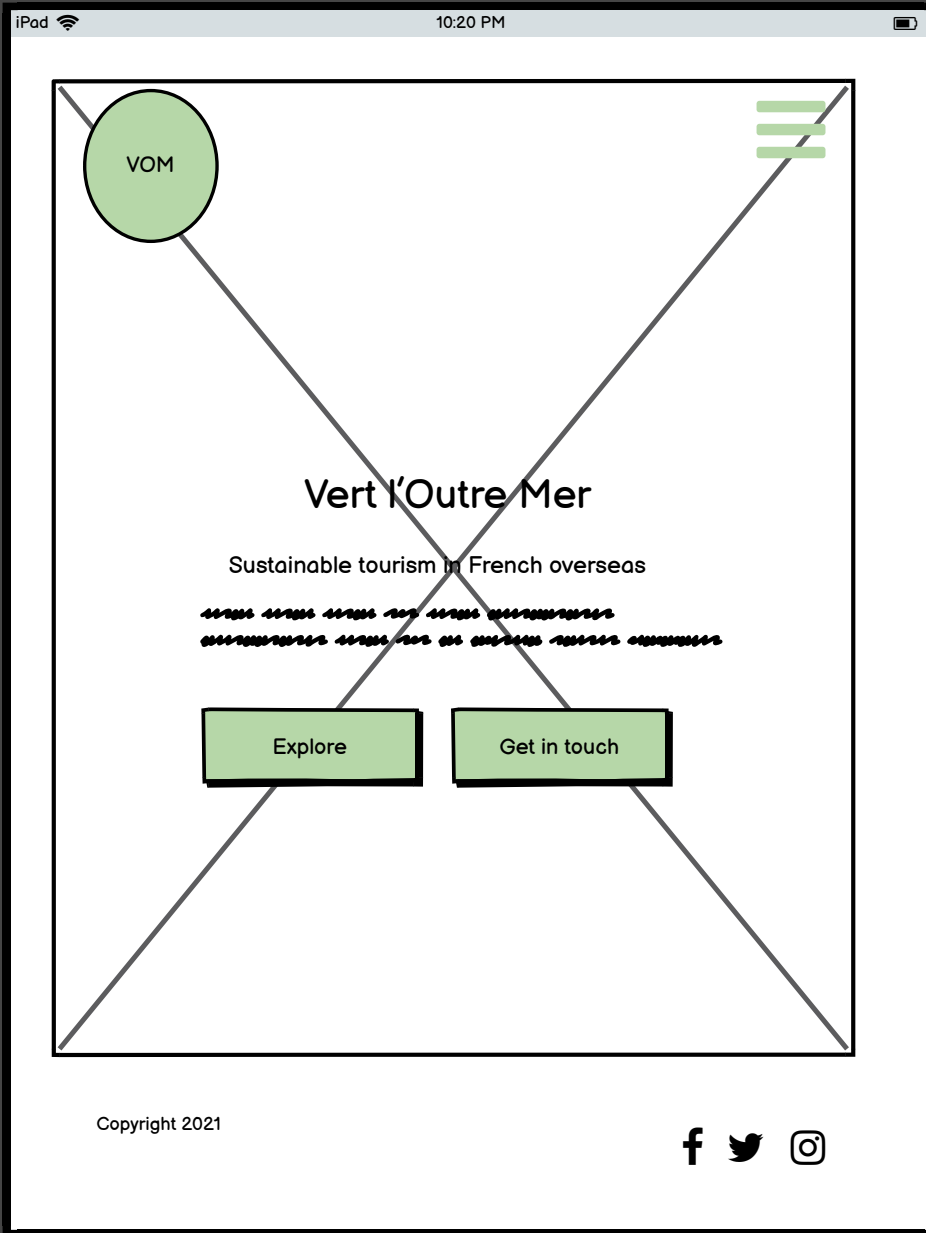 iPad 10:20 PM
VOM
Vert l'Outre Mer
Sustainable tourism in French overseas
Explore Get in touch
Copyright 2021